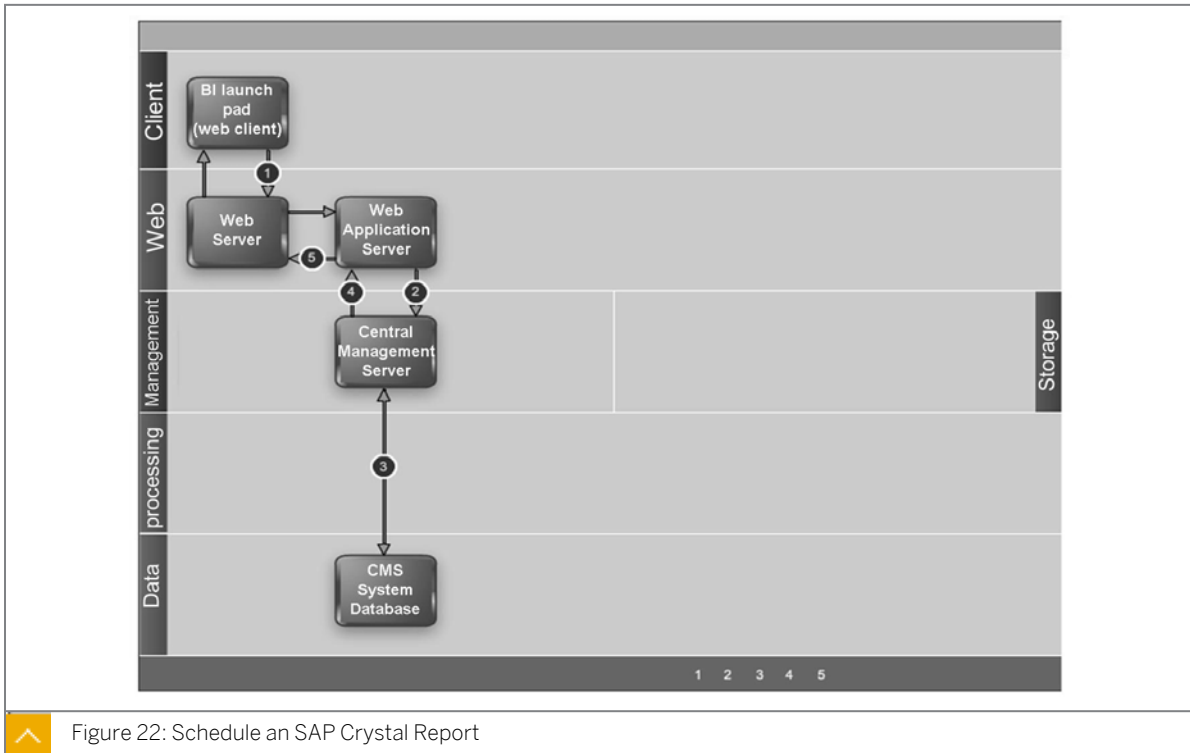 Client
BI launch
pad
(web client)
1
Web
Web
Server
Web
Application
Server
5
4
2
Management
Central
Management
Server
Storage
processing
3
Data
CMS
System
Database
1 2 3 4 5
Figure 22: Schedule an SAP Crystal Report